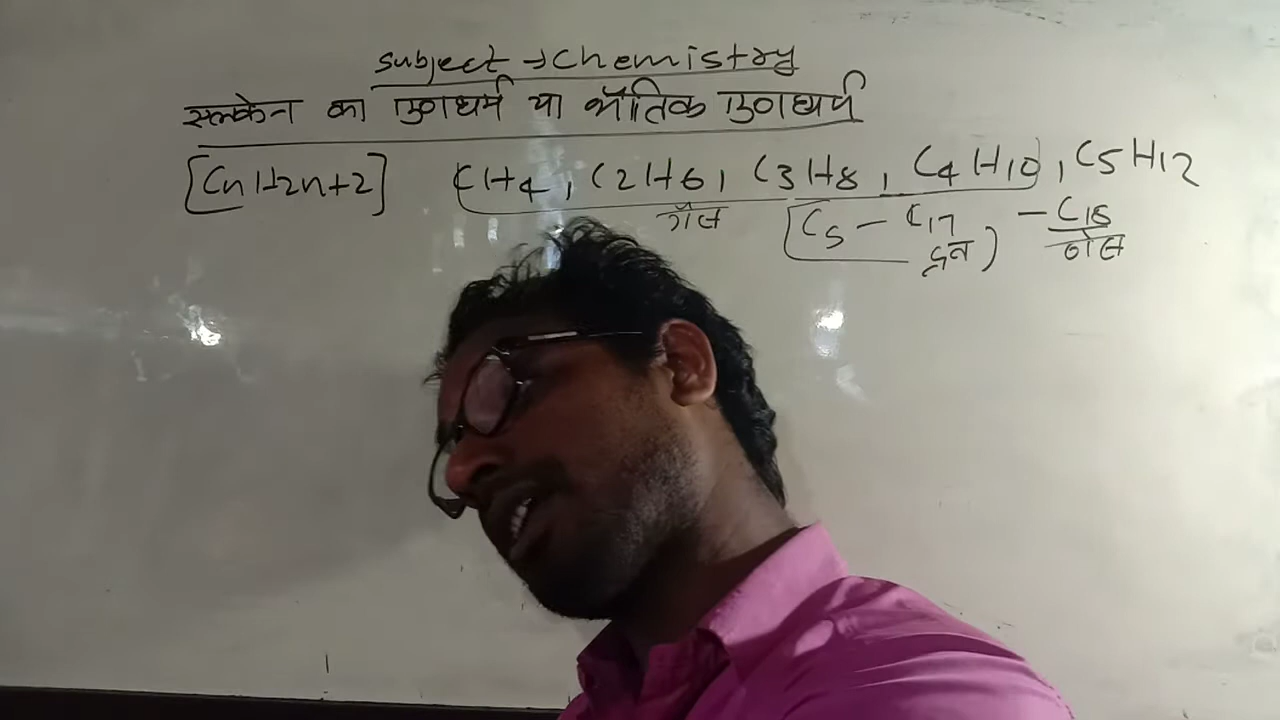 subject → Chemistry
एल्केन का गुणधर्म या भौतिक गुणधर्म
[CnH2n+2] CH4, C2H6, C3H8, C4H10, C5H12
गैस [C5 - C17 - C18
द्रव) ठोस